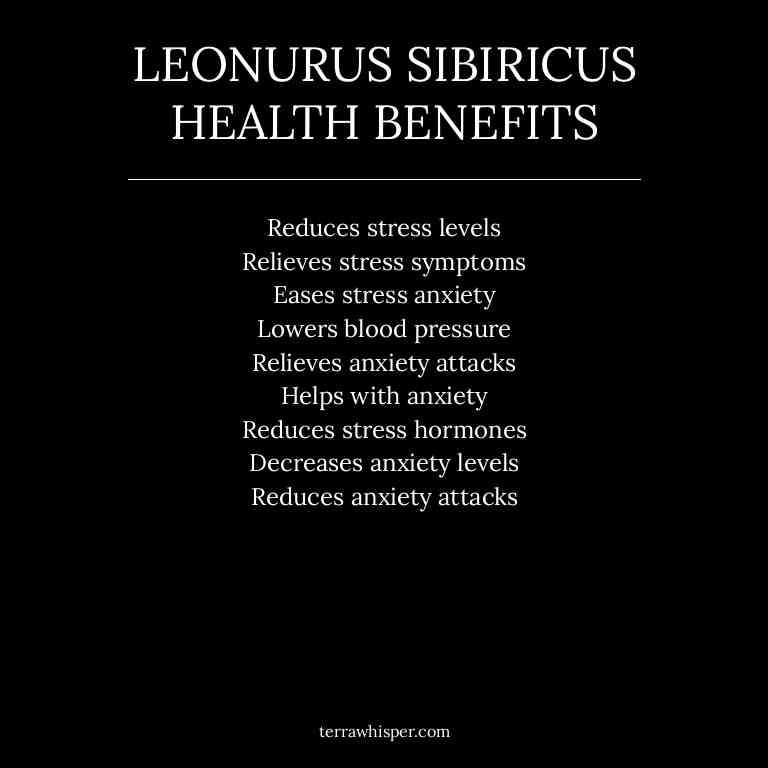 LEONURUS SIBIRICUS
HEALTH BENEFITS
Reduces stress levels
Relieves stress symptoms
Eases stress anxiety
Lowers blood pressure
Relieves anxiety attacks
Helps with anxiety
Reduces stress hormones
Decreases anxiety levels
Reduces anxiety attacks
terrawhisper.com